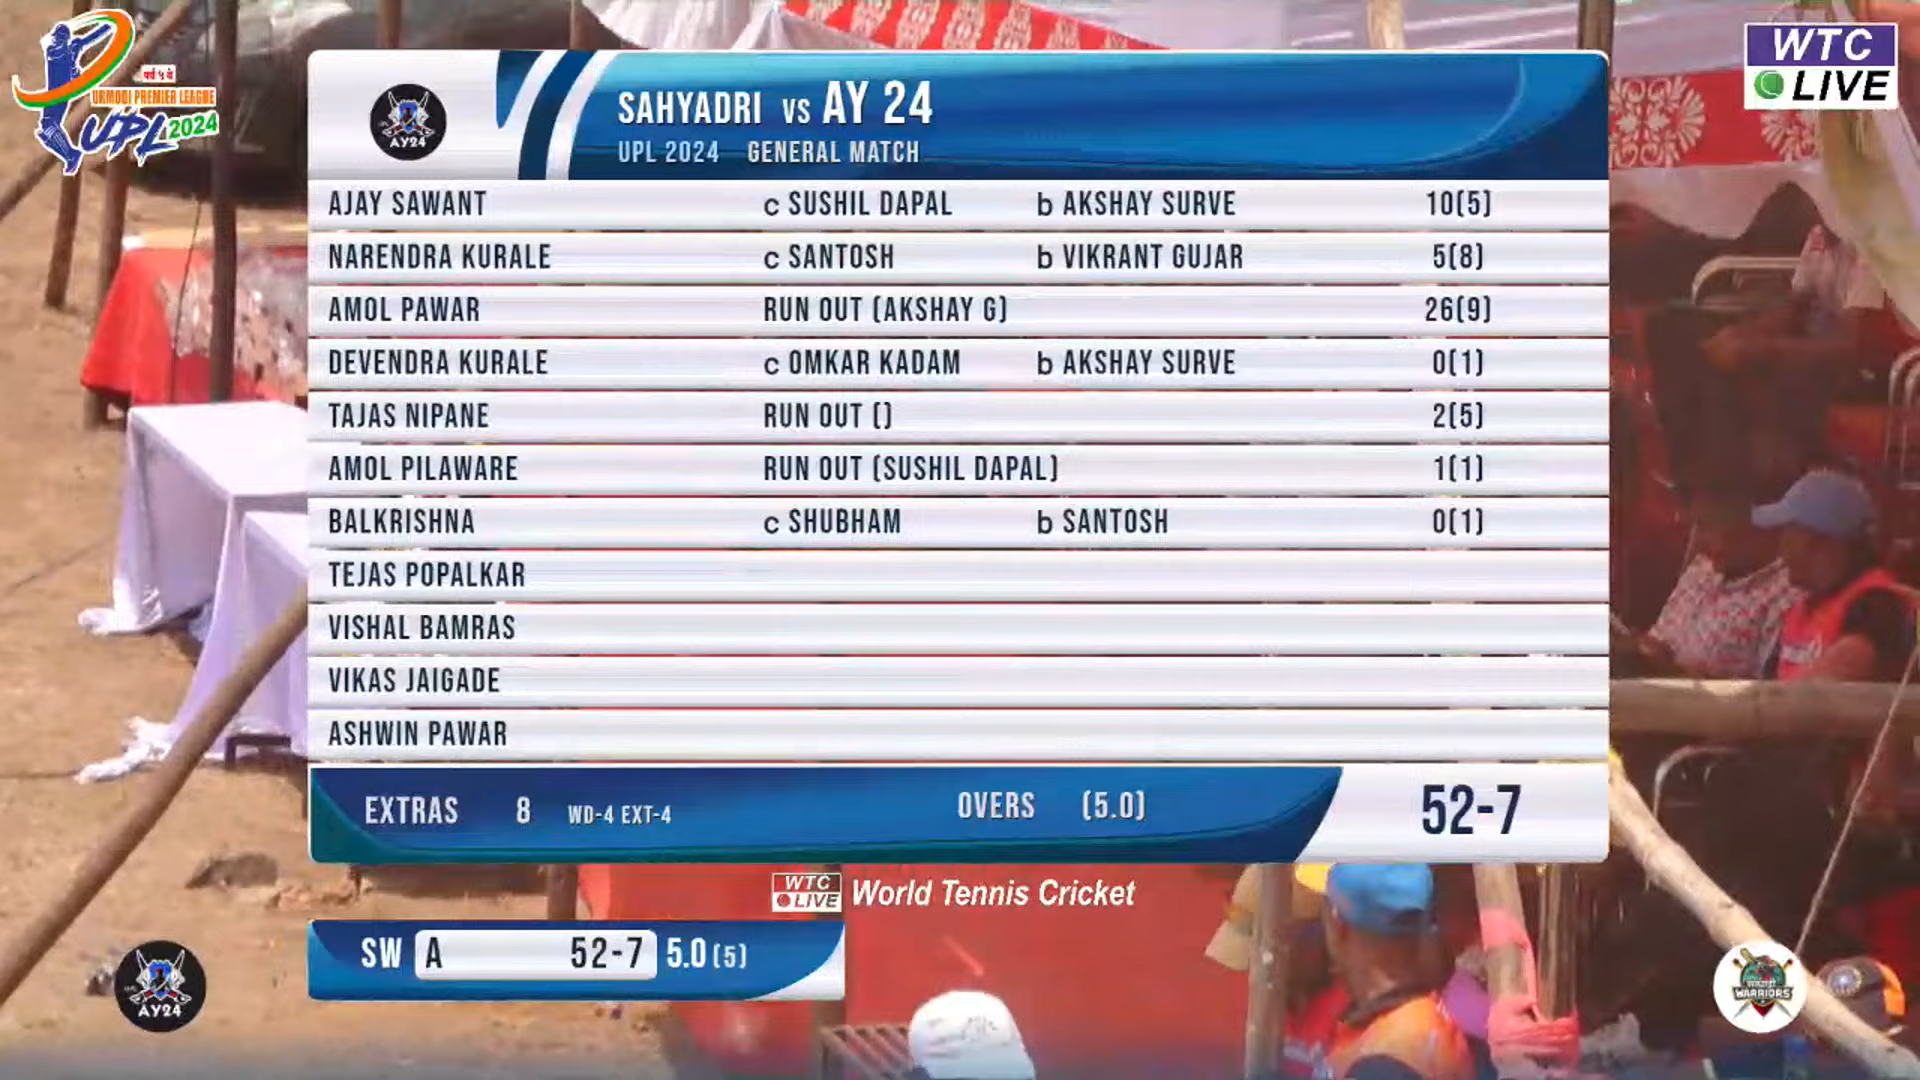 वर्ष ५ वे
URMODI PREMIER LEAGUE
UPL 2024
WTC
LIVE
AY24
SAHYADRI VS AY 24
UPL 2024 GENERAL MATCH
AJAY SAWANT c SUSHIL DAPAL b AKSHAY SURVE 10(5)
NARENDRA KURALE c SANTOSH b VIKRANT GUJAR 5(8)
AMOL PAWAR RUN OUT (AKSHAY G) 26(9)
DEVENDRA KURALE c OMKAR KADAM b AKSHAY SURVE 0(1)
TAJAS NIPANE RUN OUT () 2(5)
AMOL PILAWARE RUN OUT (SUSHIL DAPAL) 1(1)
BALKRISHNA c SHUBHAM b SANTOSH 0(1)
TEJAS POPALKAR
VISHAL BAMRAS
VIKAS JAIGADE
ASHWIN PAWAR
EXTRAS 8 WD-4 EXT-4 OVERS (5.0) 52-7
WTC LIVE World Tennis Cricket
SW A 52-7 5.0 (5)
AY24
WARRIORS